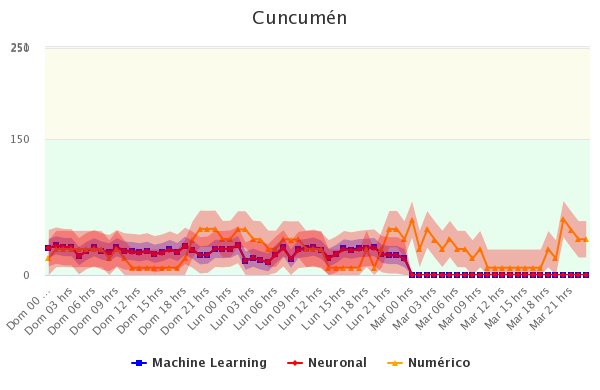 Cuncumén
150
0
Dom 00 ...
Dom 03 hrs
Dom 06 hrs
Dom 09 hrs
Dom 12 hrs
Dom 15 hrs
Dom 18 hrs
Dom 21 hrs
Lun 00 hrs
Lun 03 hrs
Lun 06 hrs
Lun 09 hrs
Lun 12 hrs
Lun 15 hrs
Lun 18 hrs
Lun 21 hrs
Mar 00 hrs
Mar 03 hrs
Mar 06 hrs
Mar 09 hrs
Mar 12 hrs
Mar 15 hrs
Mar 18 hrs
Mar 21 hrs
Machine Learning Neuronal Numérico